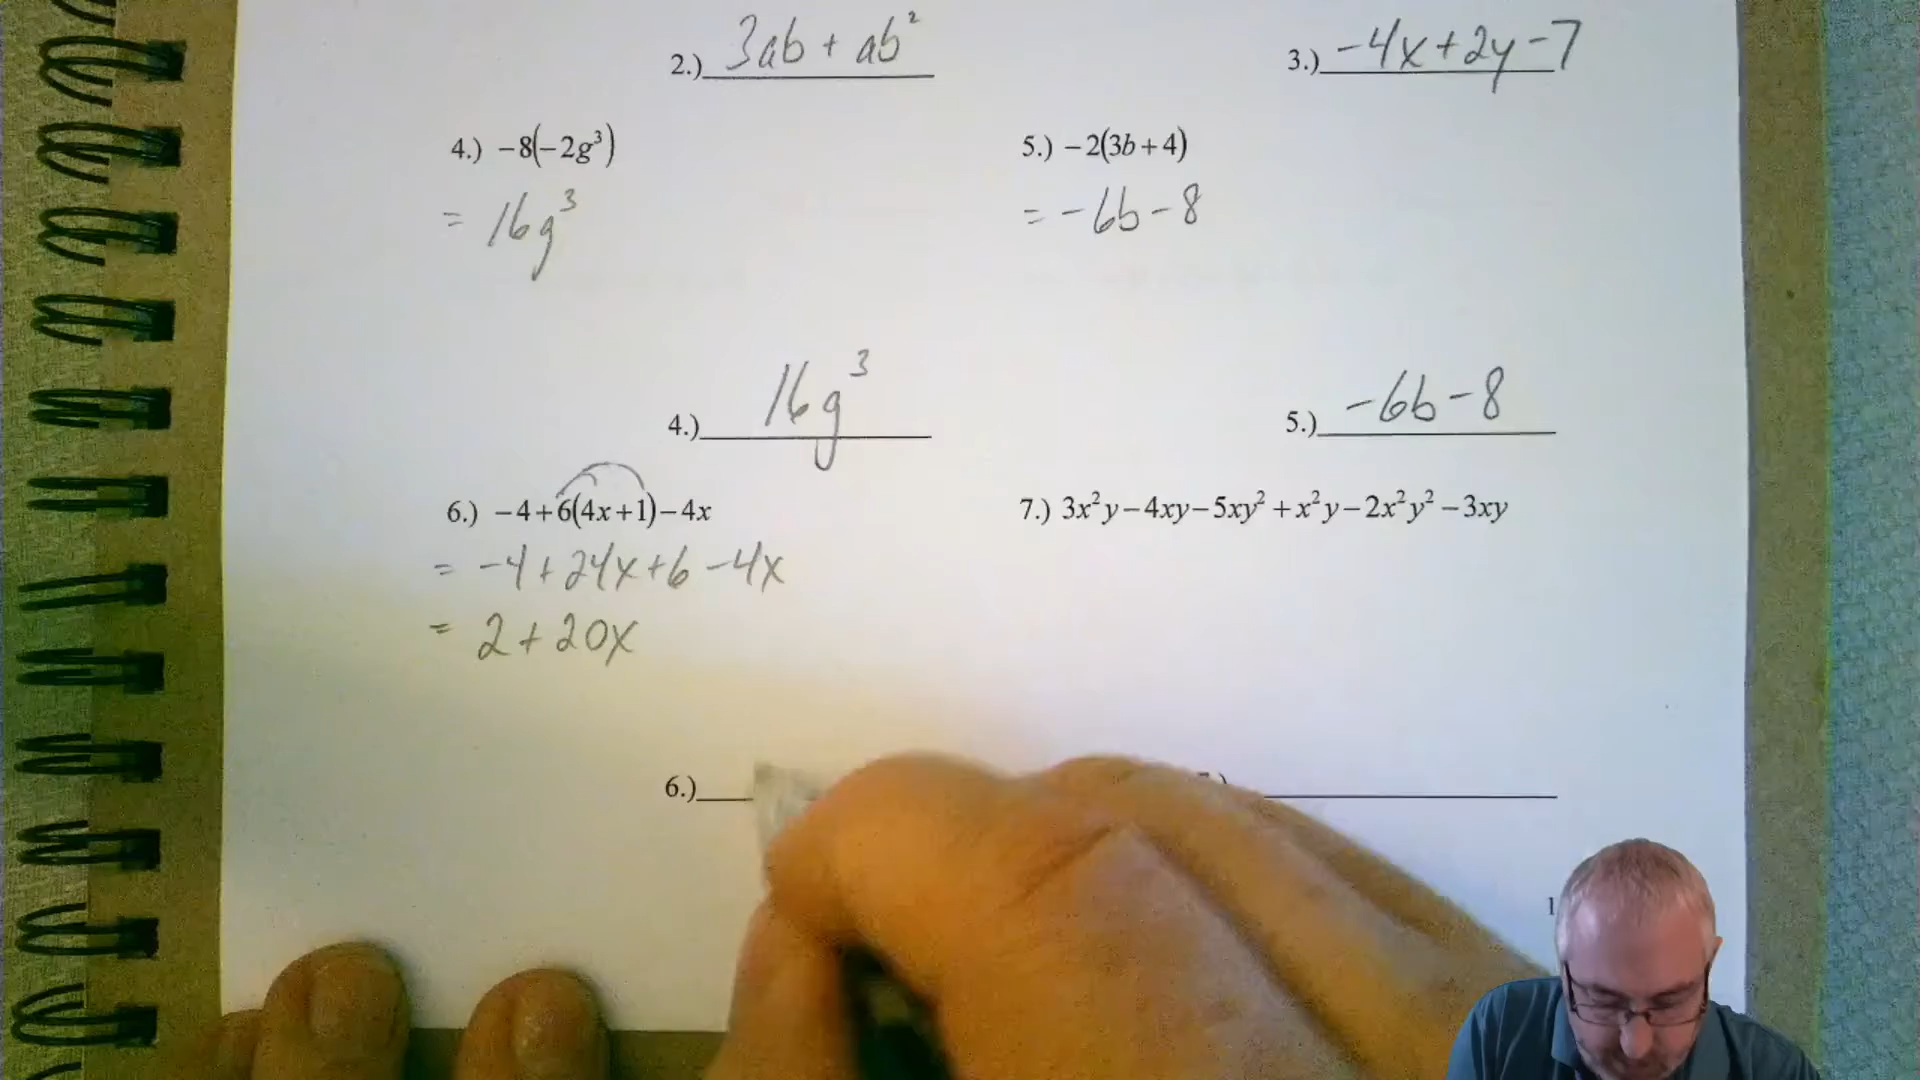 2.) 3ab + ab²
3.) -4x+2y-7
4.) −8(−2g³)
= 16g³
5.) −2(3b+4)
= -6b-8
4.) 16g³
5.) -6b-8
6.) −4+6(4x+1)−4x
= -4+24x+6-4x
= 2+20x
7.) 3x²y−4xy−5xy²+x²y−2x²y²−3xy
6.)
1